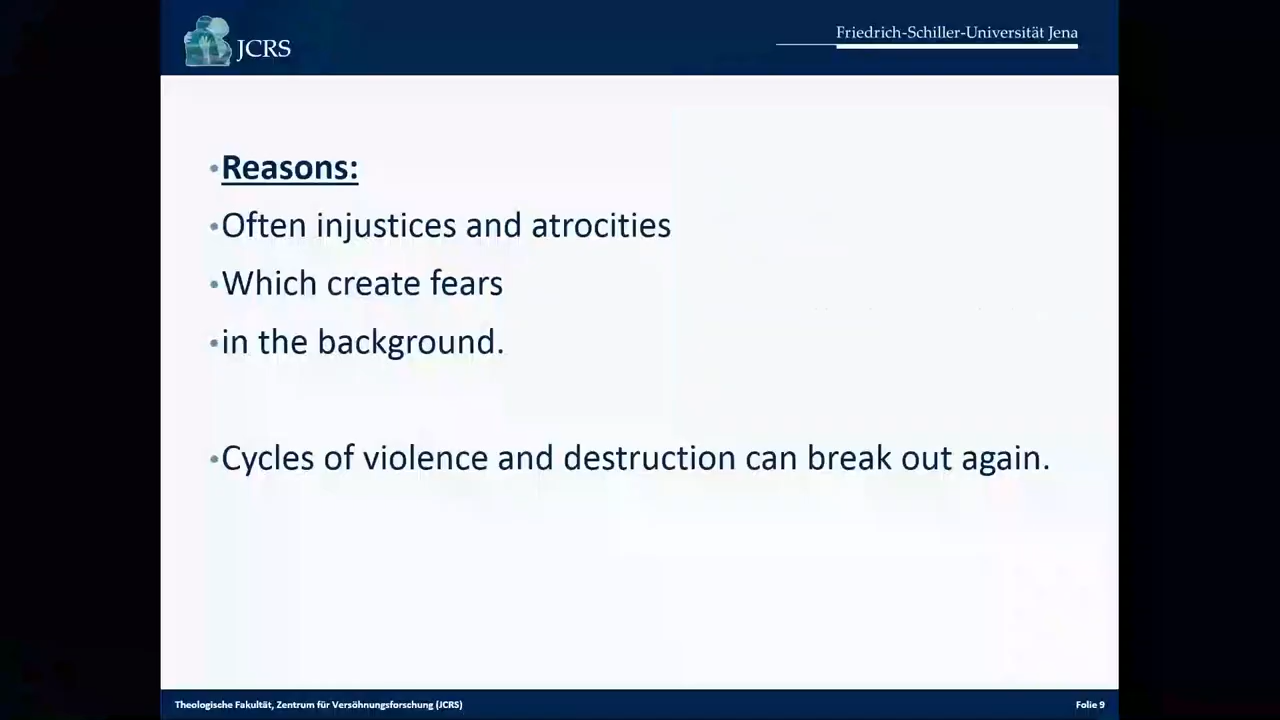 JCRS
Friedrich-Schiller-Universität Jena
•Reasons:
•Often injustices and atrocities
•Which create fears
•in the background.
•Cycles of violence and destruction can break out again.
Theologische Fakultät, Zentrum für Versöhnungsforschung (JCRS)
Folie 9